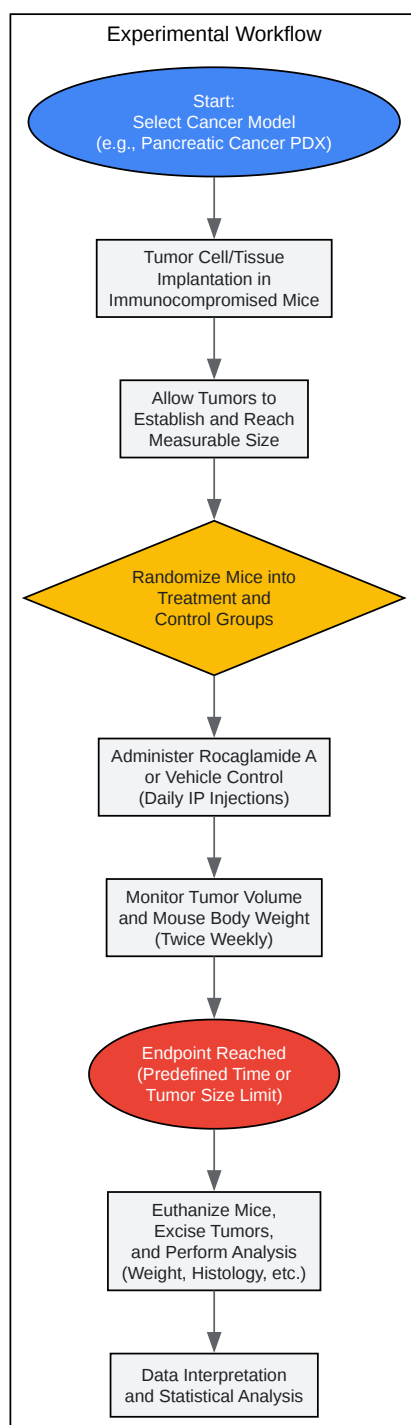 Experimental Workflow
Start:
Select Cancer Model
(e.g., Pancreatic Cancer PDX)
Tumor Cell/Tissue
Implantation in
Immunocompromised Mice
Allow Tumors to
Establish and Reach
Measurable Size
Randomize Mice into
Treatment and
Control Groups
Administer Rocaglamide A
or Vehicle Control
(Daily IP Injections)
Monitor Tumor Volume
and Mouse Body Weight
(Twice Weekly)
Endpoint Reached
(Predefined Time or
Tumor Size Limit)
Euthanize Mice,
Excise Tumors,
and Perform Analysis
(Weight, Histology, etc.)
Data Interpretation
and Statistical Analysis